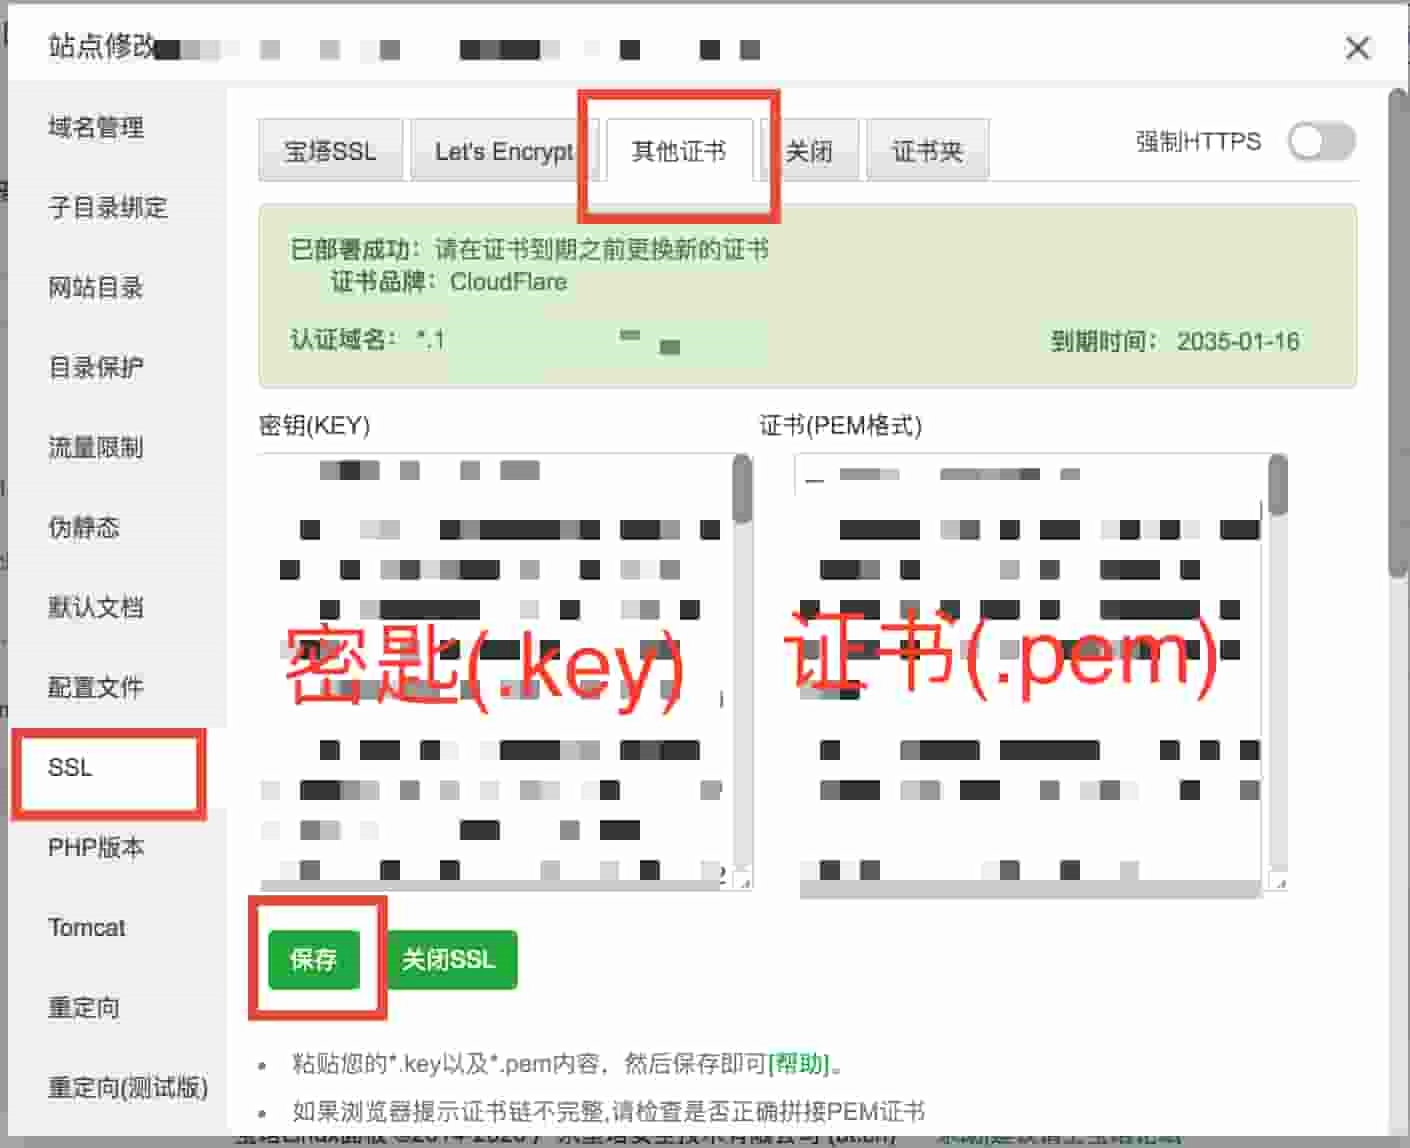 站点修改
域名管理
子目录绑定
网站目录
目录保护
流量限制
伪静态
默认文档
配置文件
SSL
PHP版本
Tomcat
重定向
重定向(测试版)
宝塔SSL
Let's Encrypt
其他证书
关闭
证书夹
强制HTTPS
已部署成功：请在证书到期之前更换新的证书
证书品牌：CloudFlare
认证域名： *.1
到期时间： 2035-01-16
密钥(KEY)
证书(PEM格式)
密匙(.key)
证书(.pem)
保存
关闭SSL
粘贴您的*.key以及*.pem内容，然后保存即可[帮助]。
如果浏览器提示证书链不完整,请检查是否正确拼接PEM证书